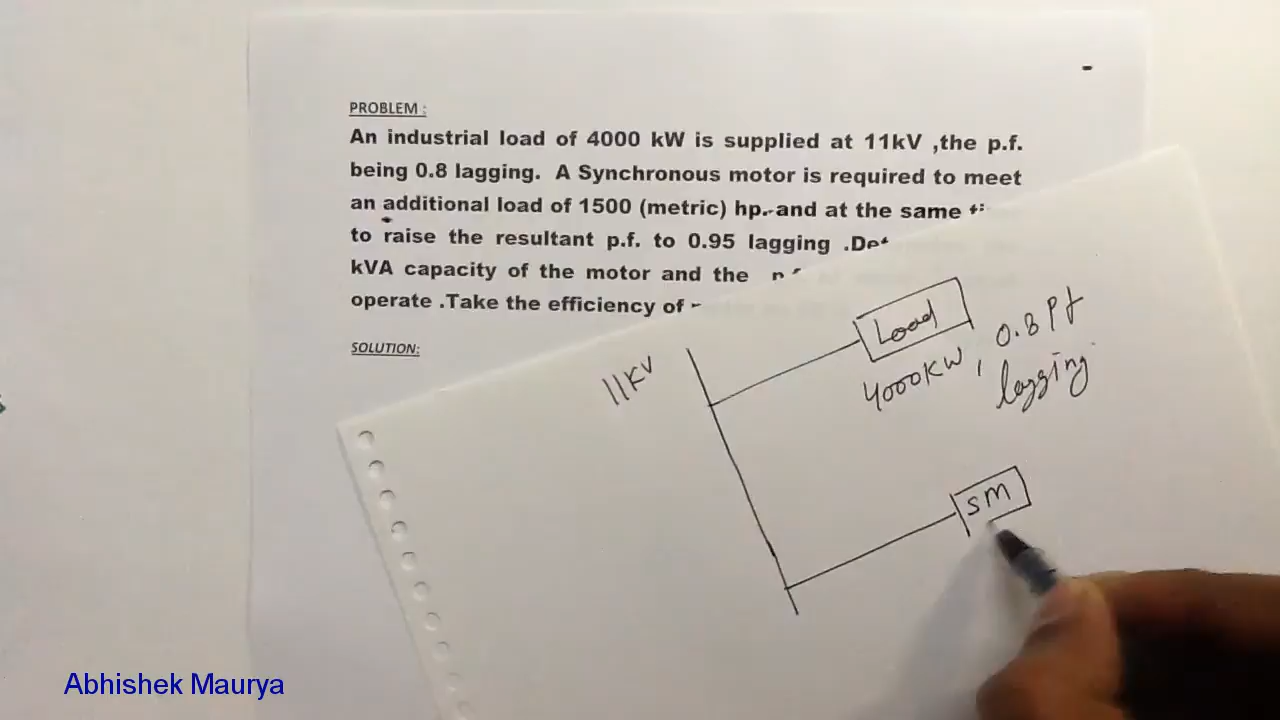 PROBLEM :
An industrial load of 4000 kW is supplied at 11kV ,the p.f.
being 0.8 lagging. A Synchronous motor is required to meet
an additional load of 1500 (metric) hp. and at the same
to raise the resultant p.f. to 0.95 lagging .
kVA capacity of the motor and the
operate .Take the efficiency of
SOLUTION:
11KV
Load
4000KW, 0.8 Pf
lagging
SM
Abhishek Maurya